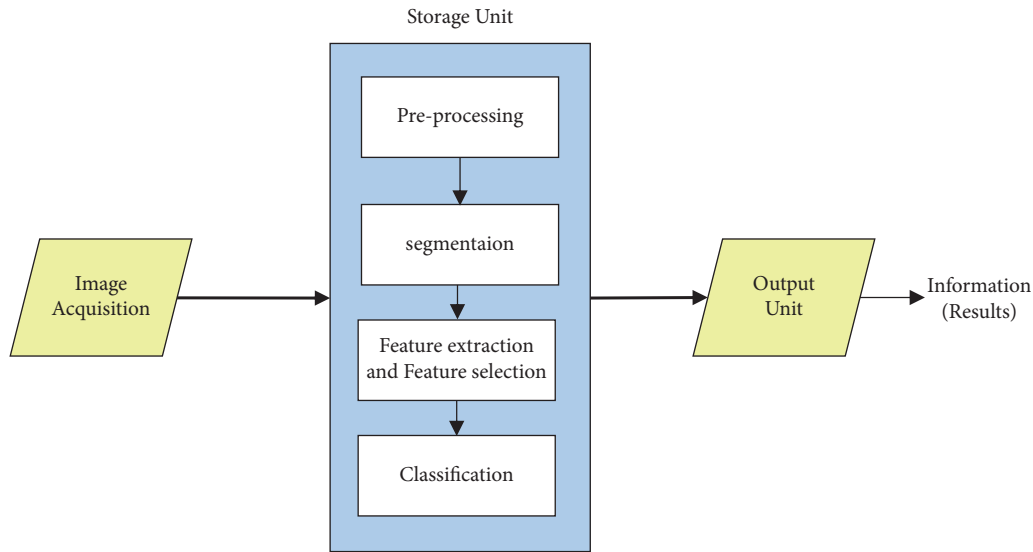 Storage Unit
Pre-processing
segmentaion
Image
Acquisition
Feature extraction
and Feature selection
Classification
Output
Unit
Information
(Results)